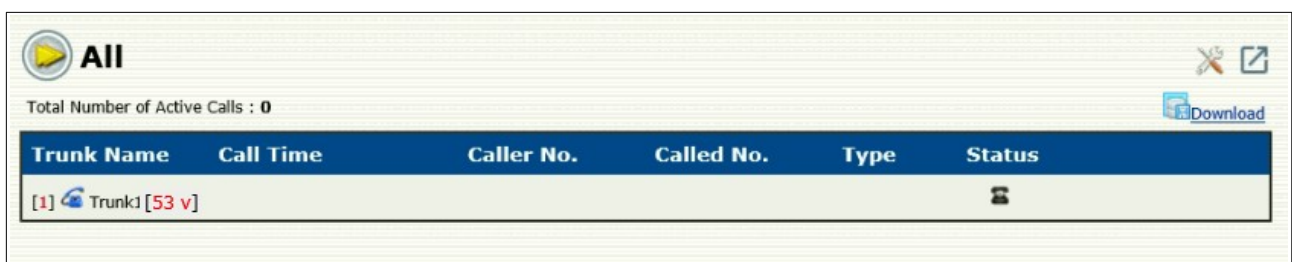 All
Total Number of Active Calls : 0
Download
Trunk Name Call Time Caller No. Called No. Type Status
[1] Trunk1[53 v]